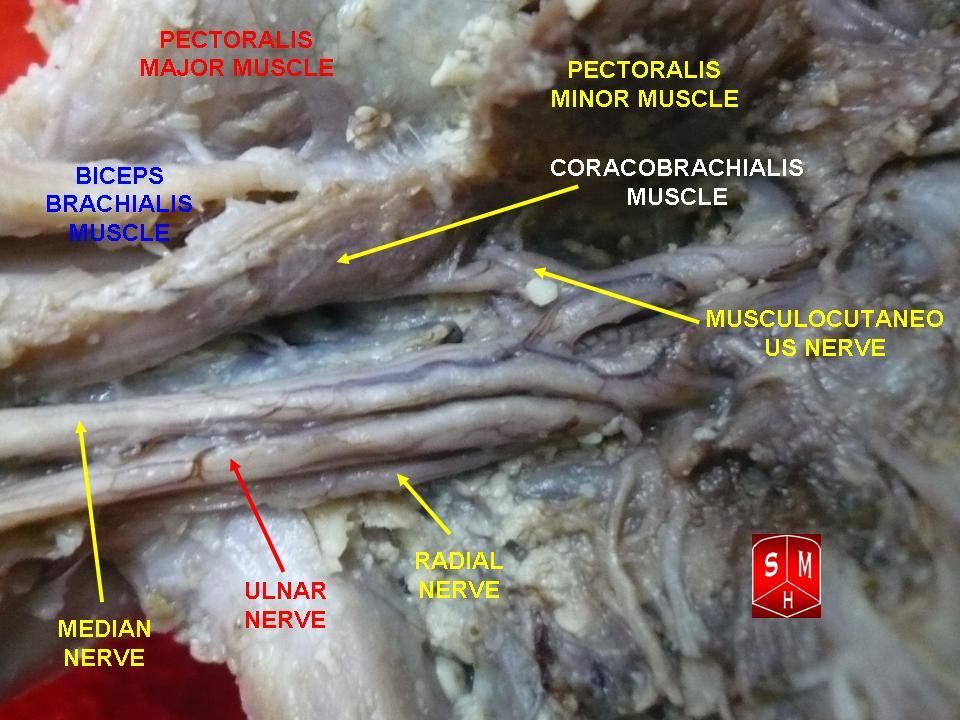 PECTORALIS
MAJOR MUSCLE
PECTORALIS
MINOR MUSCLE
BICEPS
BRACHIALIS
MUSCLE
CORACOBRACHIALIS
MUSCLE
MUSCULOCUTANEO
US NERVE
RADIAL
NERVE
ULNAR
NERVE
MEDIAN
NERVE
S M
H